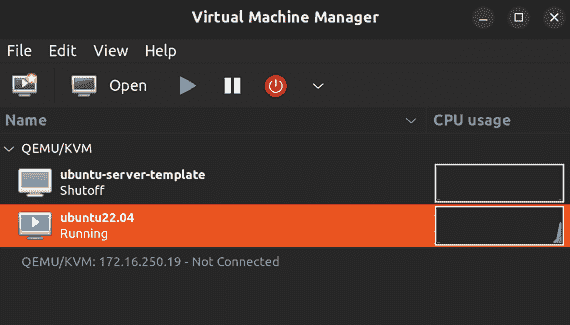 Virtual Machine Manager
File Edit View Help
Open
Name CPU usage
QEMU/KVM
ubuntu-server-template
Shutoff
ubuntu22.04
Running
QEMU/KVM: 172.16.250.19 - Not Connected